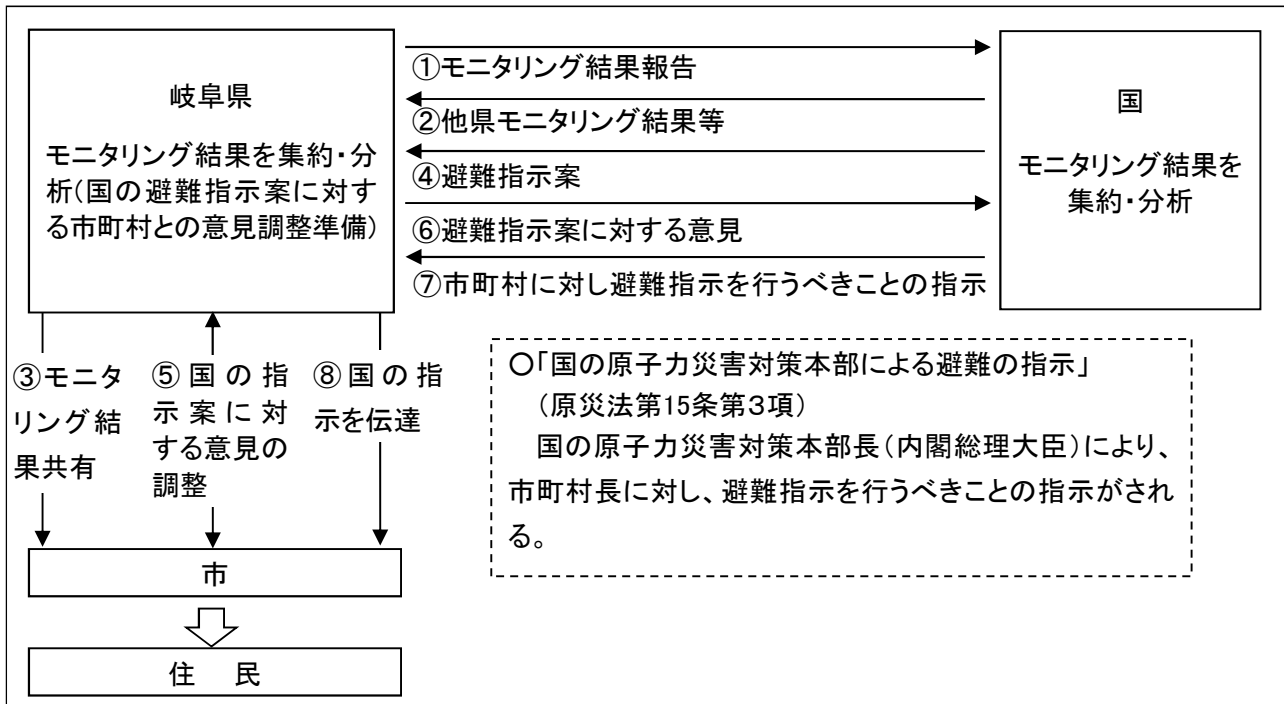 岐阜県
モニタリング結果を集約・分
析(国の避難指示案に対す
る市町村との意見調整準備)
①モニタリング結果報告
②他県モニタリング結果等
④避難指示案
⑥避難指示案に対する意見
⑦市町村に対し避難指示を行うべきことの指示
国
モニタリング結果を
集約・分析
③モニタ
リング結
果共有
⑤国の指
示案に対
する意見の
調整
⑧国の指
示を伝達
○「国の原子力災害対策本部による避難の指示」
(原災法第15条第3項)
国の原子力災害対策本部長(内閣総理大臣)により、
市町村長に対し、避難指示を行うべきことの指示がされ
る。
市
住 民